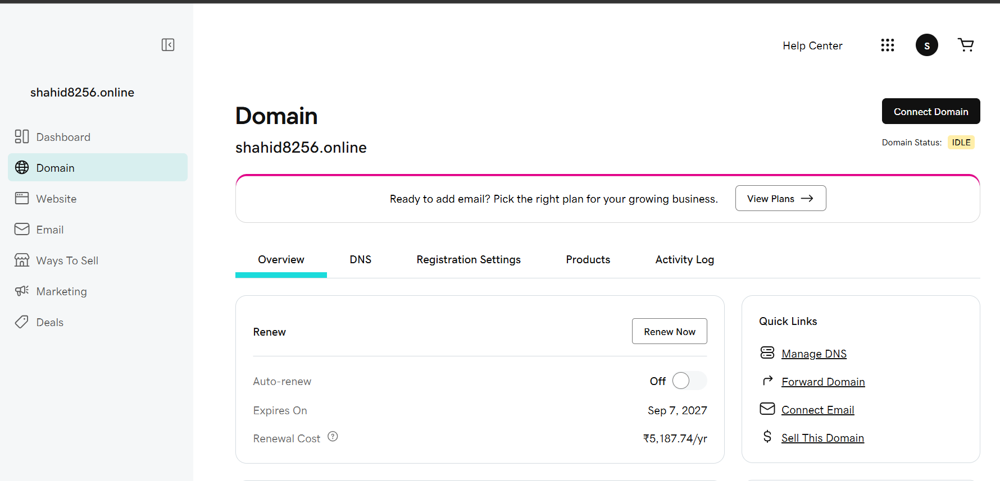 Help Center
S
shahid8256.online
Dashboard
Domain
Website
Email
Ways To Sell
Marketing
Deals
Domain
shahid8256.online
Connect Domain
Domain Status: IDLE
Ready to add email? Pick the right plan for your growing business. View Plans →
Overview DNS Registration Settings Products Activity Log
Renew Renew Now
Auto-renew Off
Expires On Sep 7, 2027
Renewal Cost ? ₹5,187.74/yr
Quick Links
Manage DNS
Forward Domain
Connect Email
$ Sell This Domain